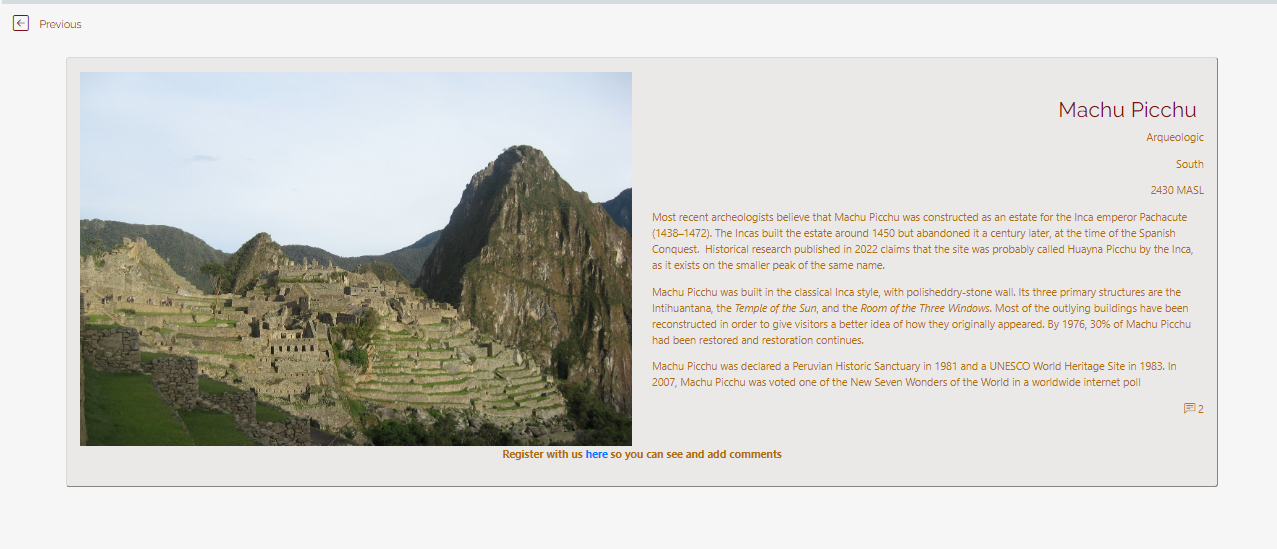 Previous
Machu Picchu
Arqueologic
South
2430 MASL
Most recent archeologists believe that Machu Picchu was constructed as an estate for the Inca emperor Pachacute
(1438–1472). The Incas built the estate around 1450 but abandoned it a century later, at the time of the Spanish
Conquest.  Historical research published in 2022 claims that the site was probably called Huayna Picchu by the Inca,
as it exists on the smaller peak of the same name.
Machu Picchu was built in the classical Inca style, with polisheddry-stone wall. Its three primary structures are the
Intihuantana, the Temple of the Sun, and the Room of the Three Windows. Most of the outlying buildings have been
reconstructed in order to give visitors a better idea of how they originally appeared. By 1976, 30% of Machu Picchu
had been restored and restoration continues.
Machu Picchu was declared a Peruvian Historic Sanctuary in 1981 and a UNESCO World Heritage Site in 1983. In
2007, Machu Picchu was voted one of the New Seven Wonders of the World in a worldwide internet poll
2
Register with us here so you can see and add comments